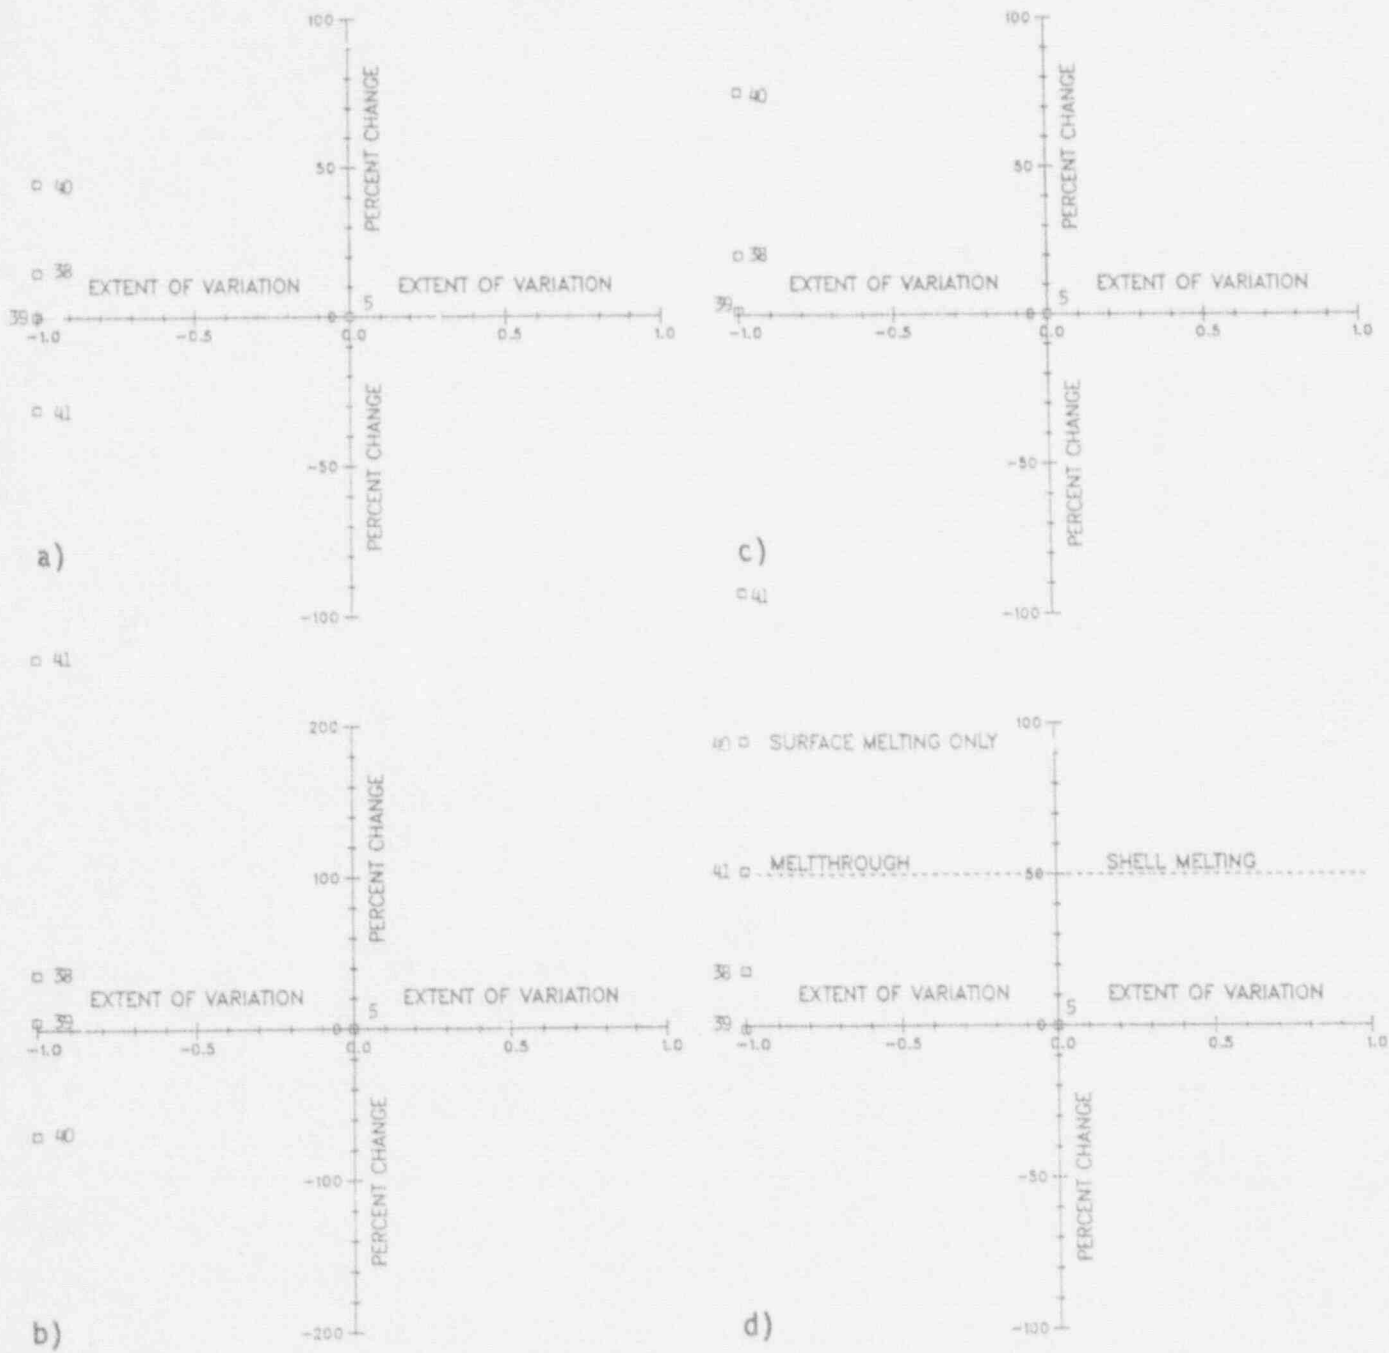 100
40
PERCENT CHANGE
50
38
EXTENT OF VARIATION
EXTENT OF VARIATION
5
39
-1.0
-0.5
0.0
0.5
1.0
41
PERCENT CHANGE
-50
a)
-100
100
40
PERCENT CHANGE
50
38
EXTENT OF VARIATION
EXTENT OF VARIATION
5
39
-1.0
-0.5
0.0
0.5
1.0
PERCENT CHANGE
-50
c)
41
-100
41
200
PERCENT CHANGE
100
38
EXTENT OF VARIATION
EXTENT OF VARIATION
5
39
-1.0
-0.5
0.0
0.5
1.0
40
PERCENT CHANGE
-100
b)
-200
100
40 SURFACE MELTING ONLY
41 MELTTHROUGH
50
SHELL MELTING
38
EXTENT OF VARIATION
EXTENT OF VARIATION
5
39
-1.0
-0.5
0.0
0.5
1.0
PERCENT CHANGE
-50
d)
-100